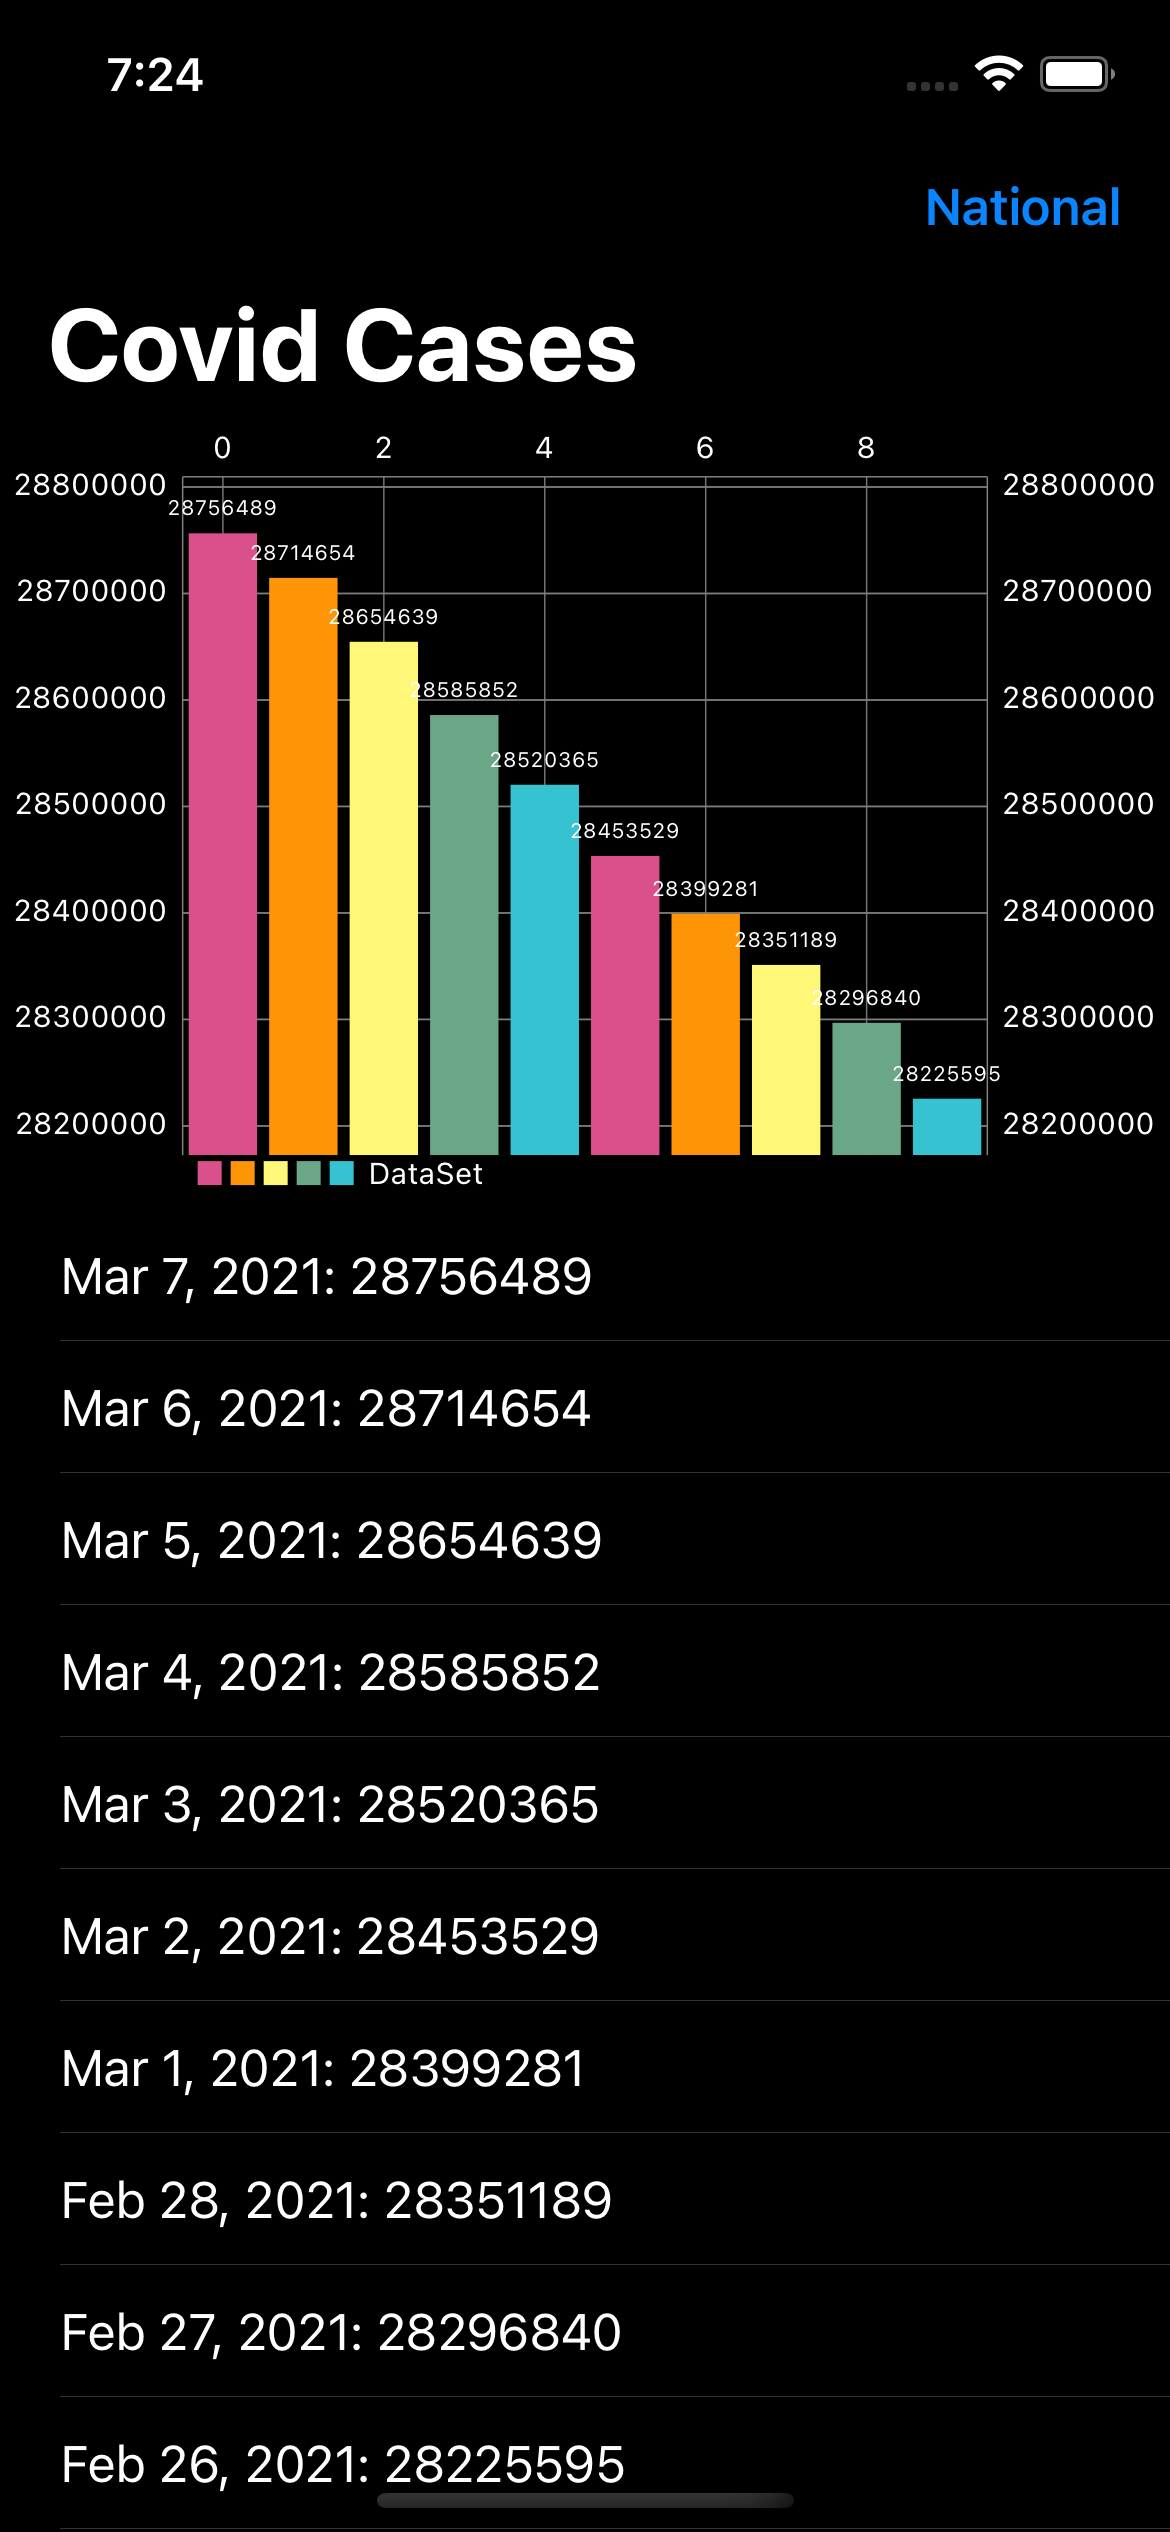 7:24
National
Covid Cases
0 2 4 6 8
28800000 28800000
28756489
28714654
28700000 28700000
28654639
28600000 28600000
28585852
28520365
28500000 28500000
28453529
28399281
28400000 28400000
28351189
28296840
28300000 28300000
28225595
28200000 28200000
DataSet
Mar 7, 2021: 28756489
Mar 6, 2021: 28714654
Mar 5, 2021: 28654639
Mar 4, 2021: 28585852
Mar 3, 2021: 28520365
Mar 2, 2021: 28453529
Mar 1, 2021: 28399281
Feb 28, 2021: 28351189
Feb 27, 2021: 28296840
Feb 26, 2021: 28225595